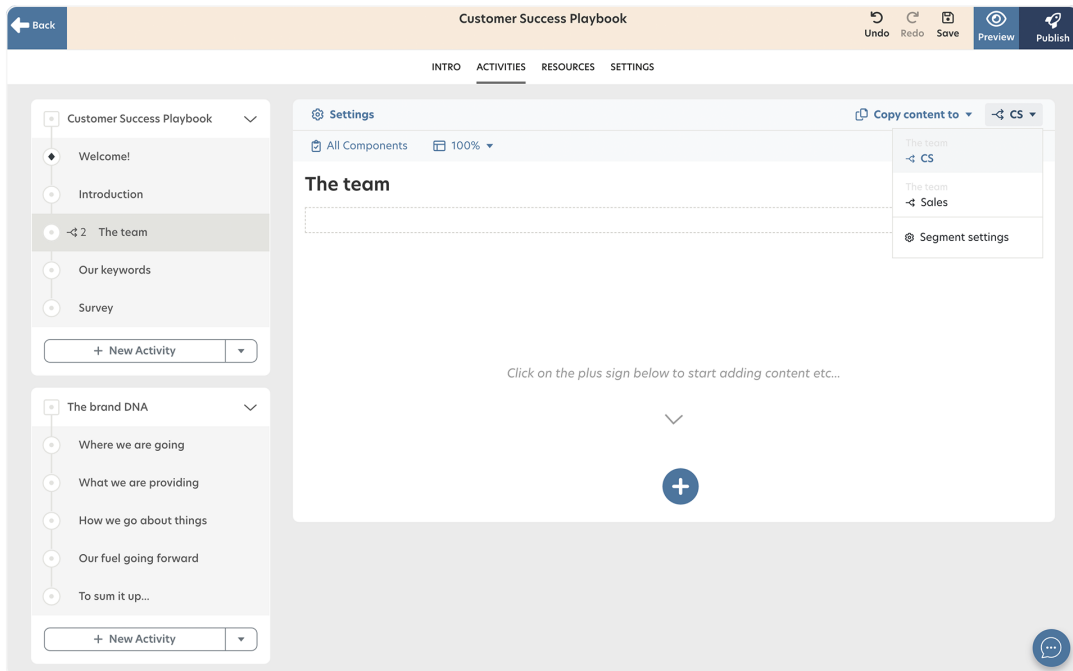 Back
Customer Success Playbook
Undo
Redo
Save
Preview
Publish
INTRO ACTIVITIES RESOURCES SETTINGS
Customer Success Playbook
Welcome!
Introduction
2 The team
Our keywords
Survey
+ New Activity
The brand DNA
Where we are going
What we are providing
How we go about things
Our fuel going forward
To sum it up...
+ New Activity
Settings
Copy content to
CS
All Components
100%
The team
CS
The team
Sales
Segment settings
The team
Click on the plus sign below to start adding content etc...